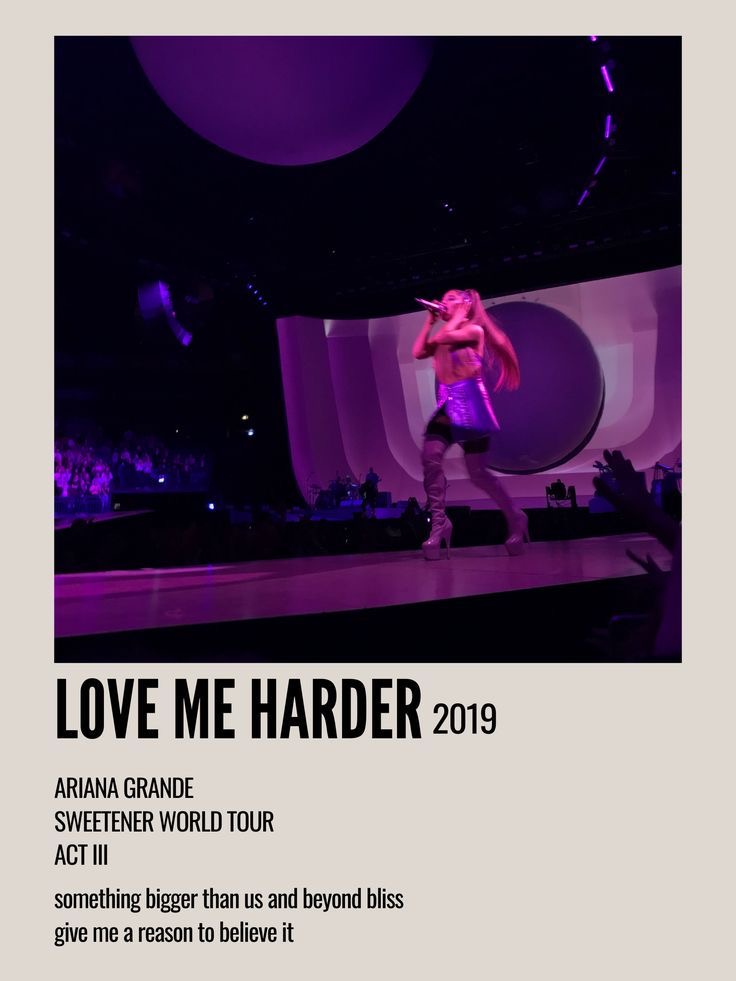 LOVE ME HARDER 2019
ARIANA GRANDE
SWEETENER WORLD TOUR
ACT III
something bigger than us and beyond bliss
give me a reason to believe it